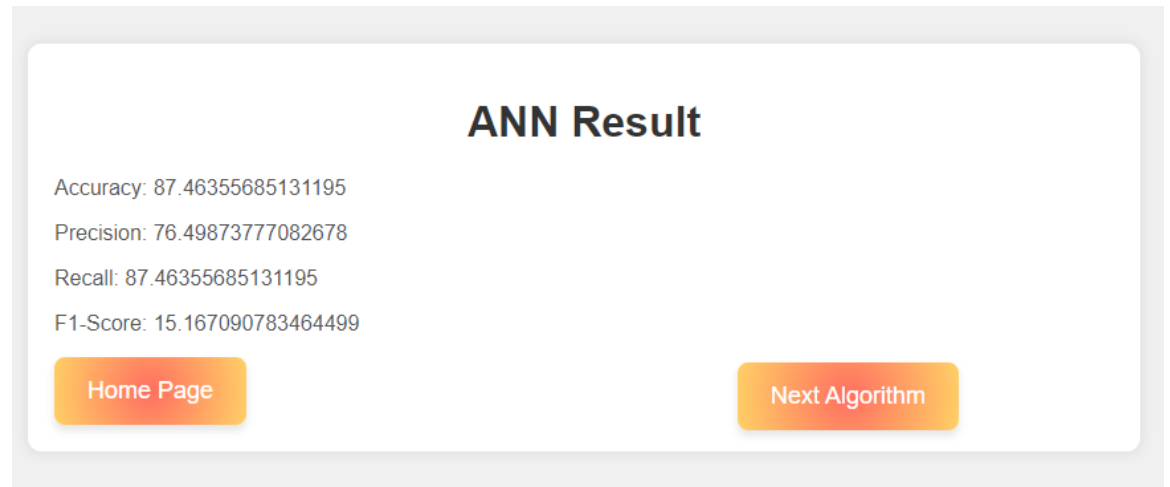 ANN Result
Accuracy: 87.46355685131195
Precision: 76.49873777082678
Recall: 87.46355685131195
F1-Score: 15.167090783464499
Home Page
Next Algorithm